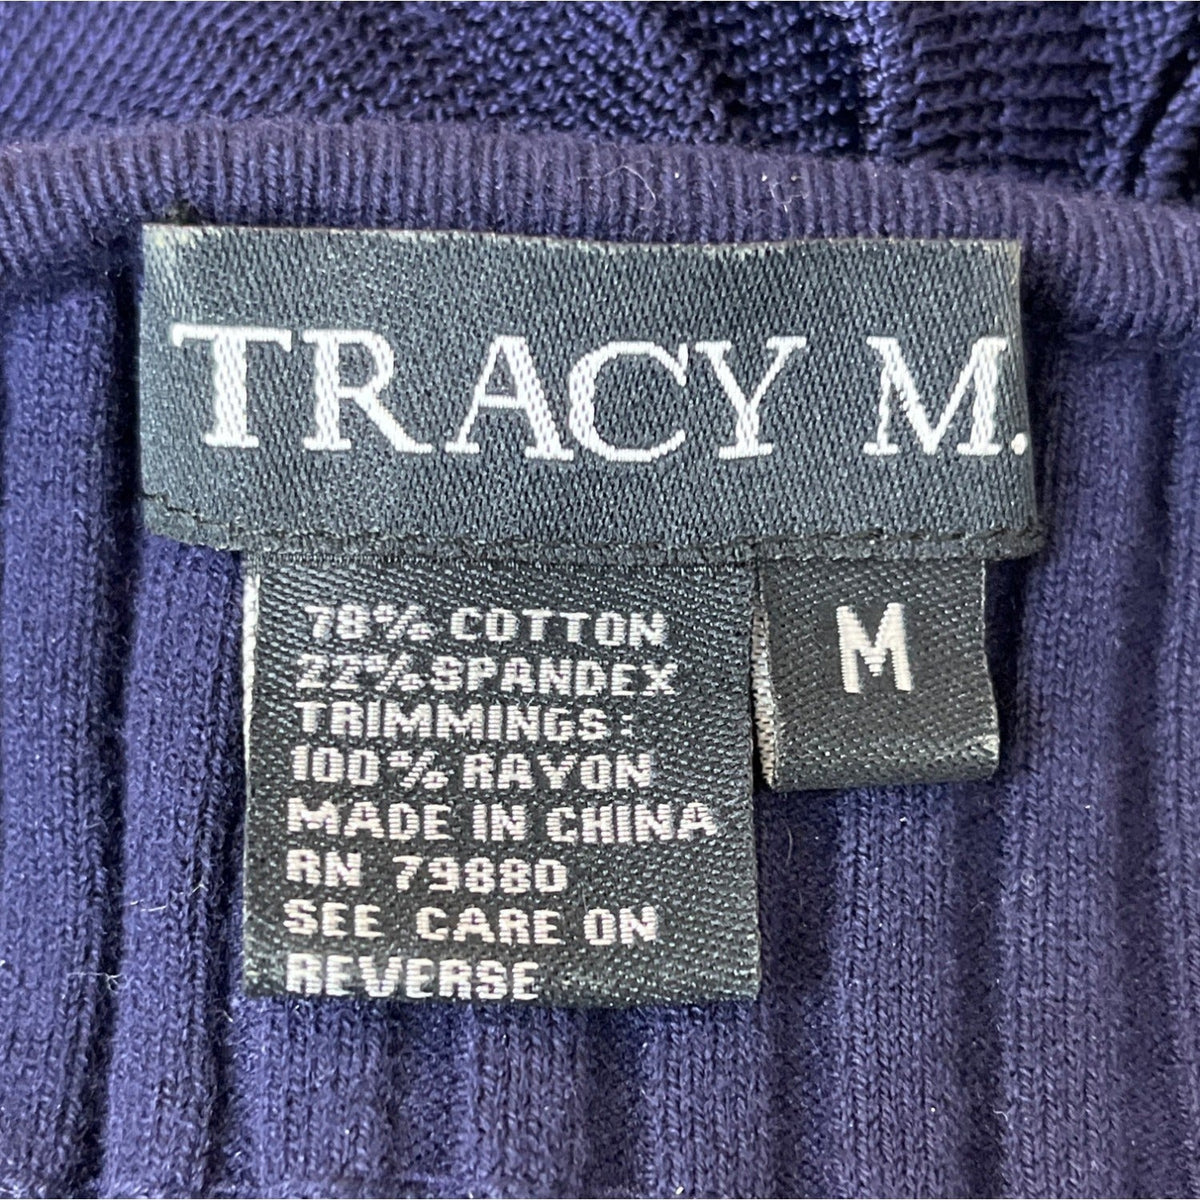 TRACY M.
78% COTTON
22% SPANDEX
TRIMMINGS:
100% RAYON
MADE IN CHINA
RN 79880
SEE CARE ON
REVERSE
M